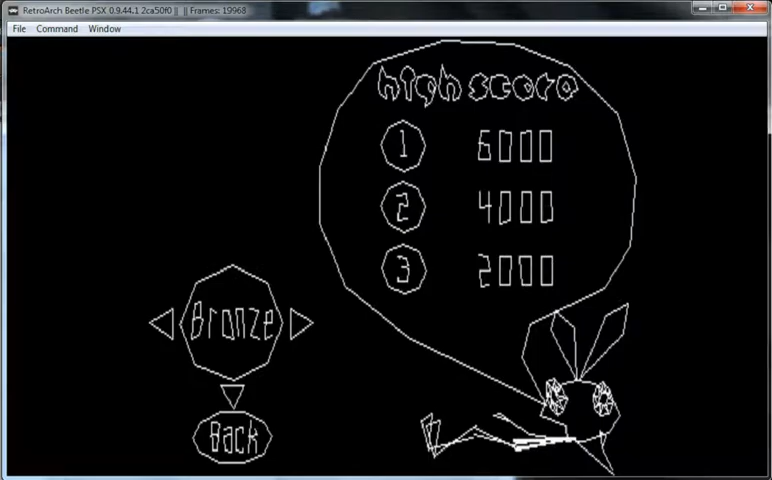 RetroArch Beetle PSX 0.9.44.1 2ca50f0 || || Frames: 19968
File Command Window
high score
1 6000
2 4000
3 2000
Bronze
Back